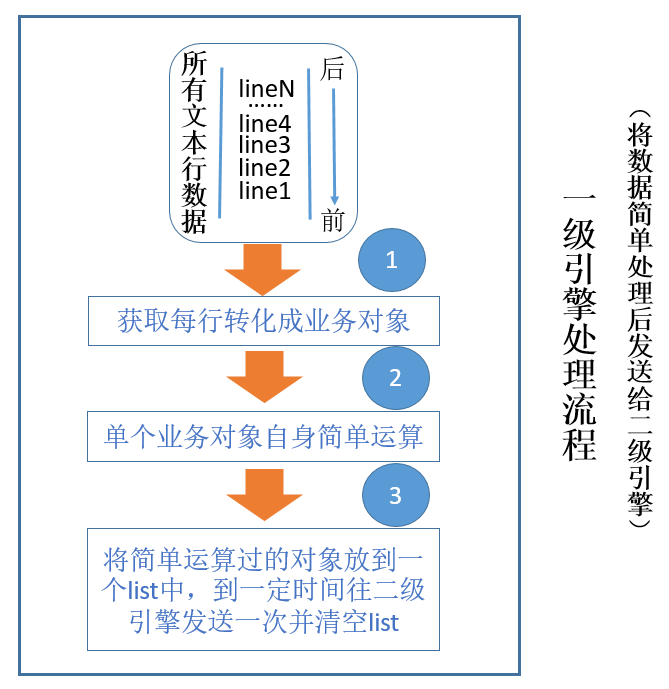 所有文本行数据
lineN
……
line4
line3
line2
line1
后
前
1
获取每行转化成业务对象
2
单个业务对象自身简单运算
3
将简单运算过的对象放到一
个list中，到一定时间往二级
引擎发送一次并清空list
一级引擎处理流程
（将数据简单处理后发送给二级引擎）